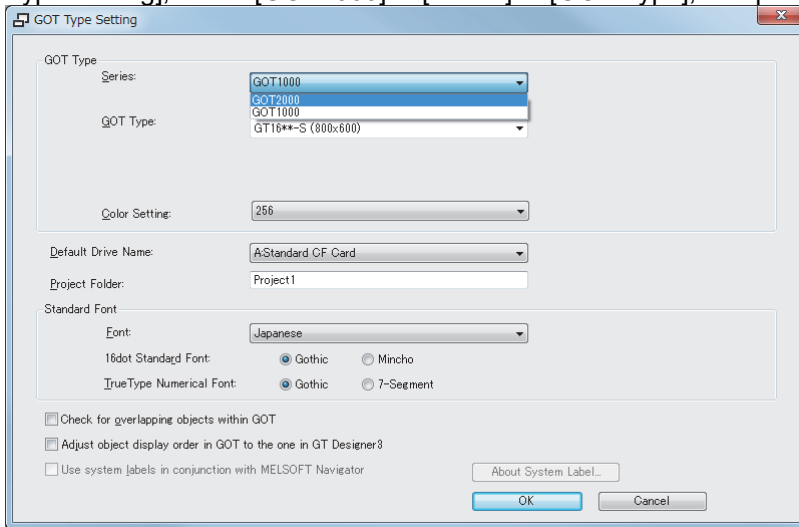 GOT Type Setting
GOT Type
Series:
GOT1000
GOT2000
GOT1000
GOT Type:
GT16**-S (800x600)
Color Setting:
256
Default Drive Name:
A:Standard CF Card
Project Folder:
Project1
Standard Font
Font:
Japanese
16dot Standard Font:
Gothic
Mincho
TrueType Numerical Font:
Gothic
7-Segment
Check for overlapping objects within GOT
Adjust object display order in GOT to the one in GT Designer3
Use system labels in conjunction with MELSOFT Navigator
About System Label...
OK
Cancel